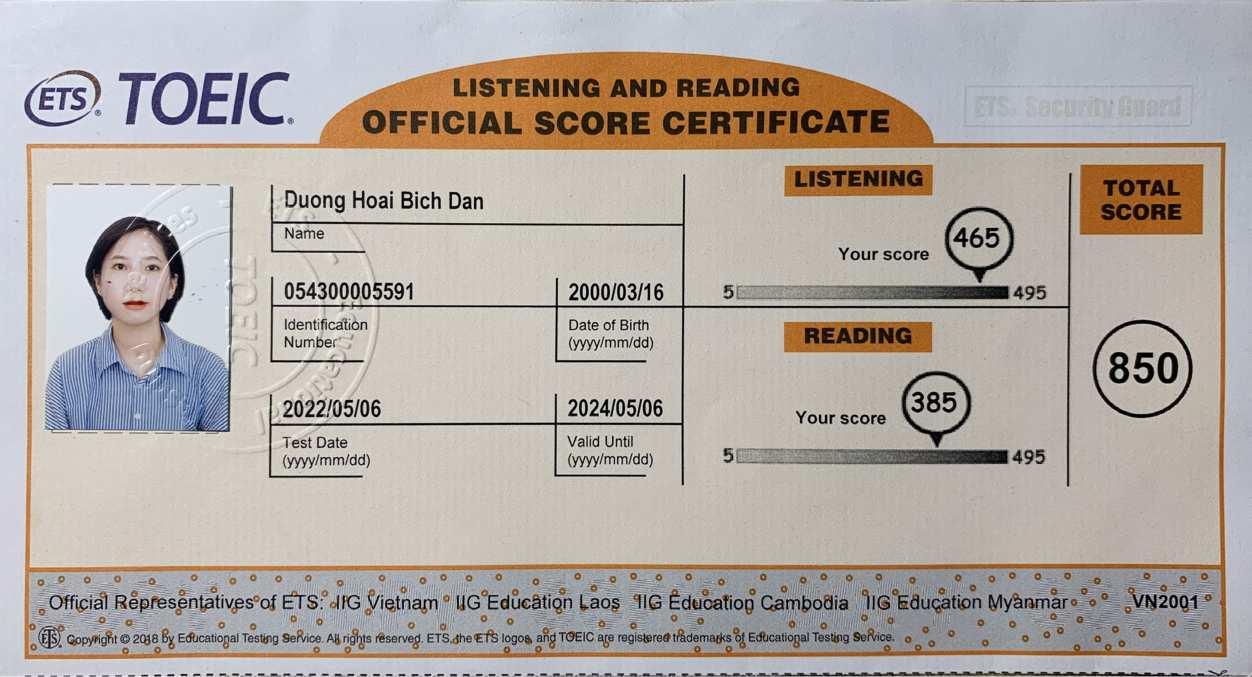 ETS® TOEIC®
LISTENING AND READING
OFFICIAL SCORE CERTIFICATE
ETS® Security Guard
Duong Hoai Bich Dan
Name
054300005591
Identification
Number
2000/03/16
Date of Birth
(yyyy/mm/dd)
2022/05/06
Test Date
(yyyy/mm/dd)
2024/05/06
Valid Until
(yyyy/mm/dd)
LISTENING
Your score 465
5 495
READING
Your score 385
5 495
TOTAL
SCORE
850
TOEIC
Official Representatives of ETS: IIG Vietnam IIG Education Laos IIG Education Cambodia IIG Education Myanmar VN2001
ETS® Copyright © 2018 by Educational Testing Service. All rights reserved. ETS, the ETS logos, and TOEIC are registered trademarks of Educational Testing Service.